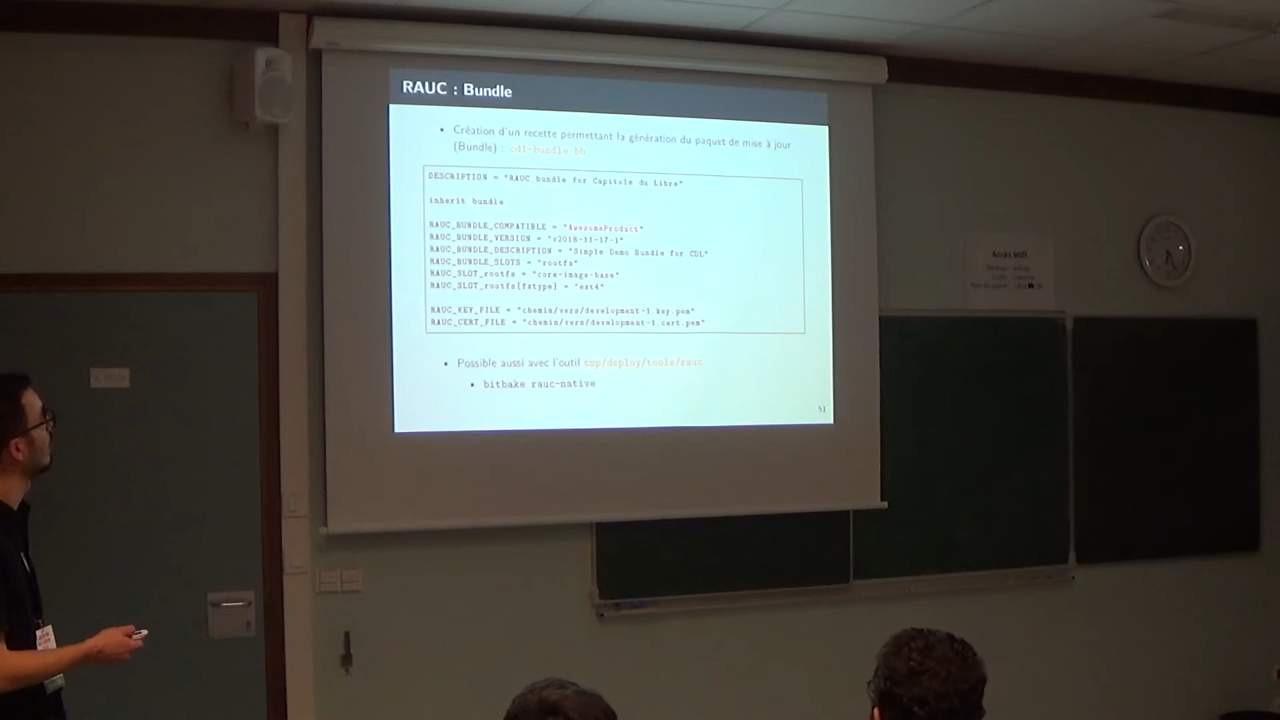 RAUC : Bundle
Création d'un recette permettant la génération du paquet de mise à jour
(Bundle) : cdl-bundle.bb
DESCRIPTION = "RAUC bundle for Capitole du Libre"
inherit bundle
RAUC_BUNDLE_COMPATIBLE = "AwesomeProduct"
RAUC_BUNDLE_VERSION = "v2018-11-17-1"
RAUC_BUNDLE_DESCRIPTION = "Simple Demo Bundle for CDL"
RAUC_BUNDLE_SLOTS = "rootfs"
RAUC_SLOT_rootfs = "core-image-base"
RAUC_SLOT_rootfs[fstype] = "ext4"
RAUC_KEY_FILE = "chemin/vers/development-1.key.pem"
RAUC_CERT_FILE = "chemin/vers/development-1.cert.pem"
Possible aussi avec l'outil tmp/deploy/tools/rauc
bitbake rauc-native
51
Accès wifi